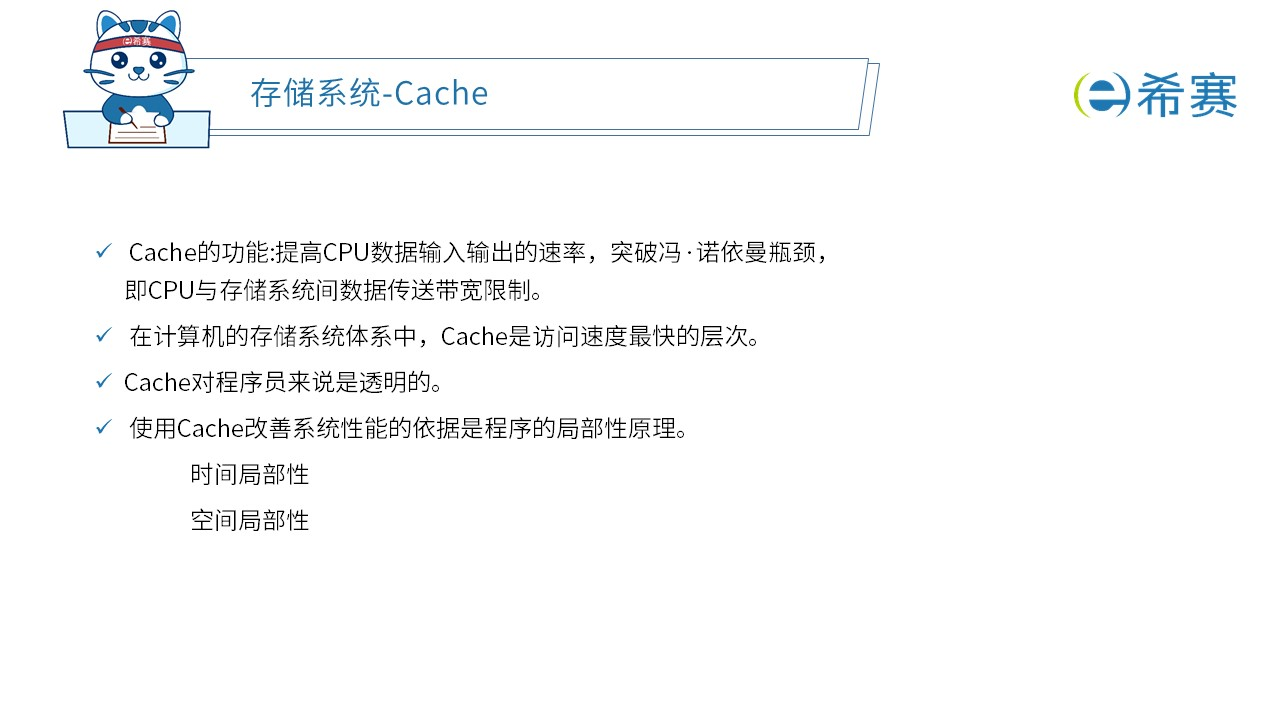 希赛
存储系统-Cache
希赛
Cache的功能:提高CPU数据输入输出的速率，突破冯·诺依曼瓶颈，
即CPU与存储系统间数据传送带宽限制。
在计算机的存储系统体系中，Cache是访问速度最快的层次。
Cache对程序员来说是透明的。
使用Cache改善系统性能的依据是程序的局部性原理。
时间局部性
空间局部性